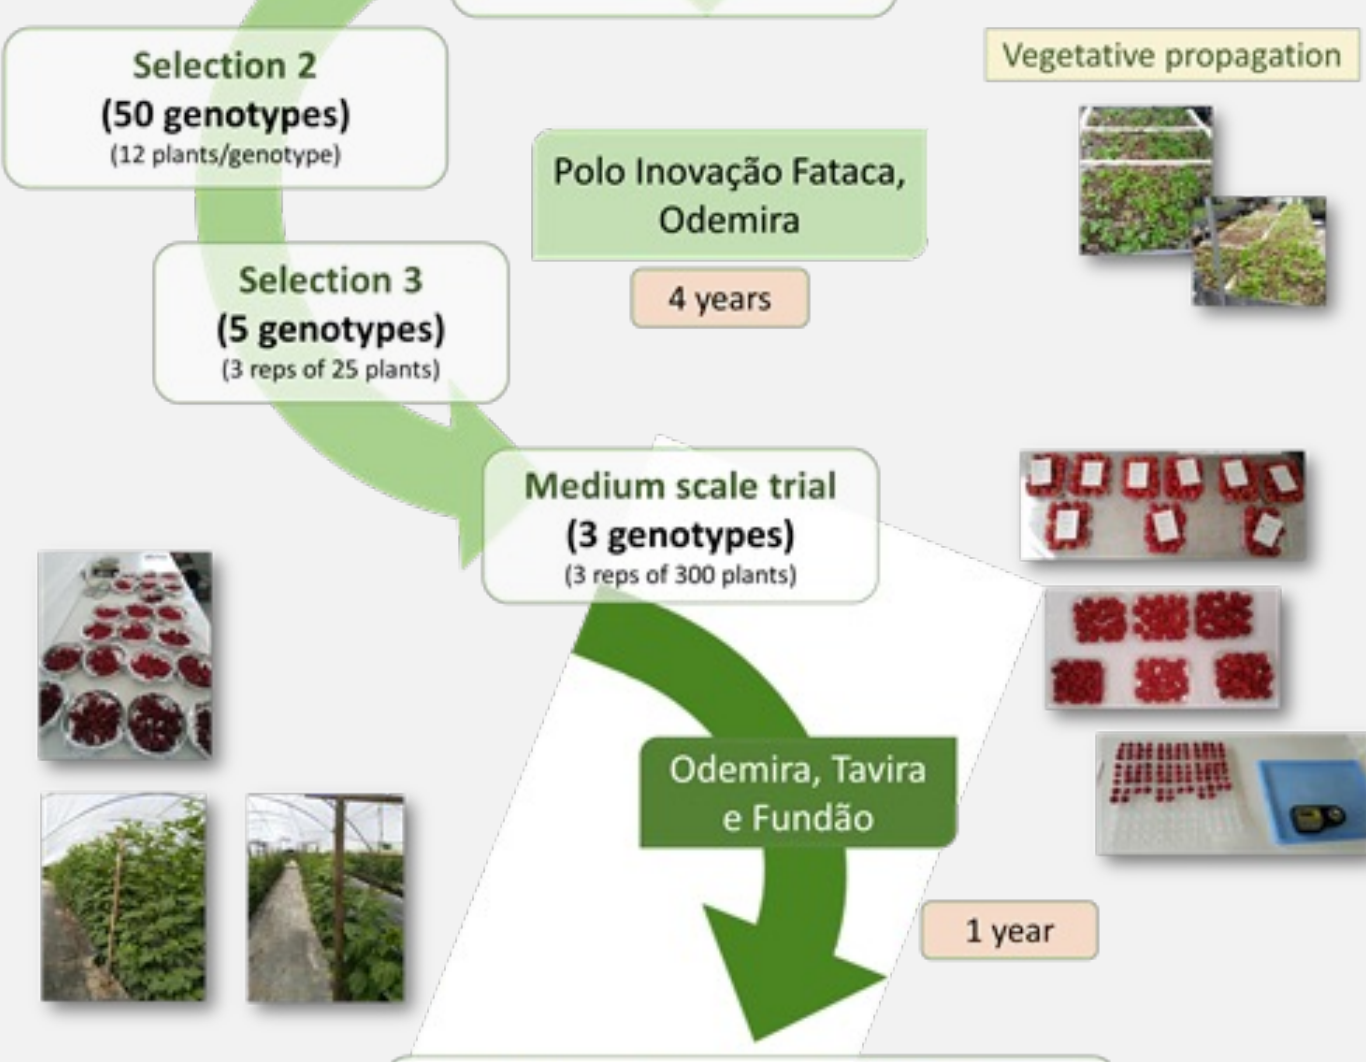 Selection 2
(50 genotypes)
(12 plants/genotype)
Vegetative propagation
Polo Inovação Fataca,
Odemira
4 years
Selection 3
(5 genotypes)
(3 reps of 25 plants)
Medium scale trial
(3 genotypes)
(3 reps of 300 plants)
Odemira, Tavira
e Fundão
1 year